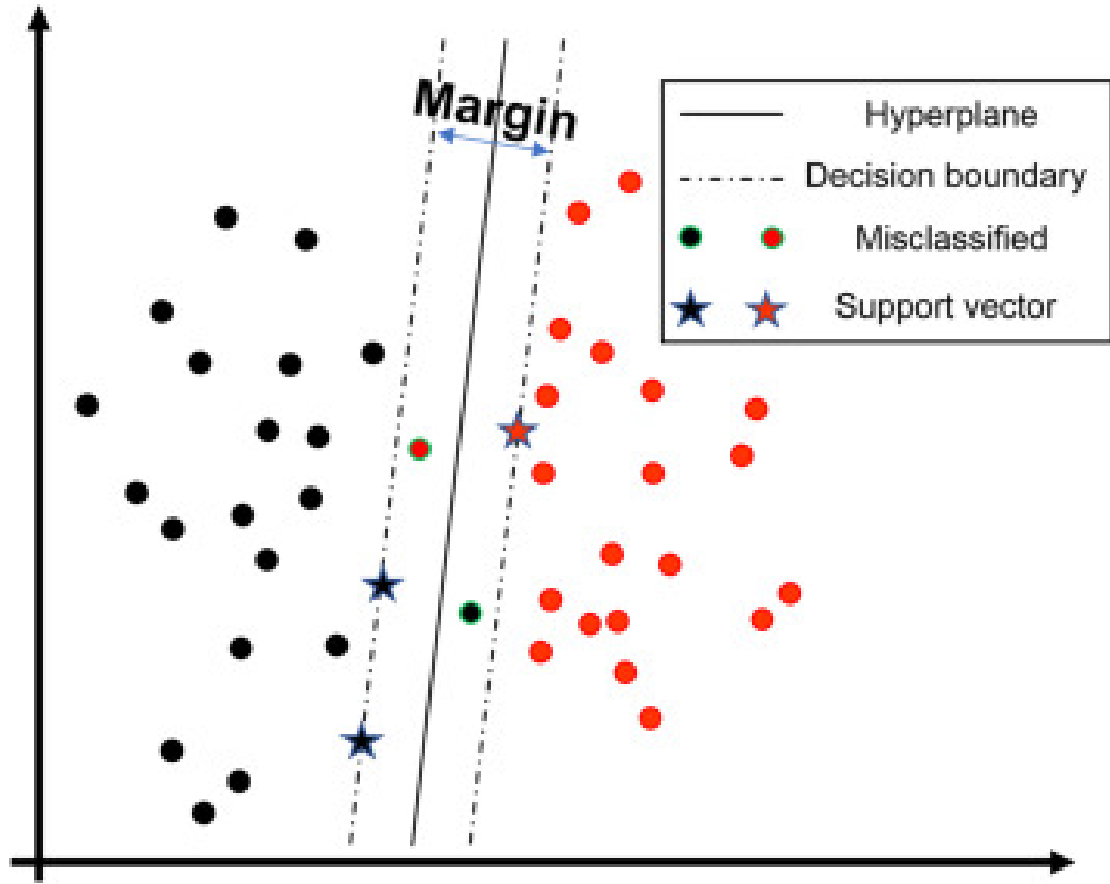 Margin
Hyperplane
Decision boundary
Misclassified
Support vector